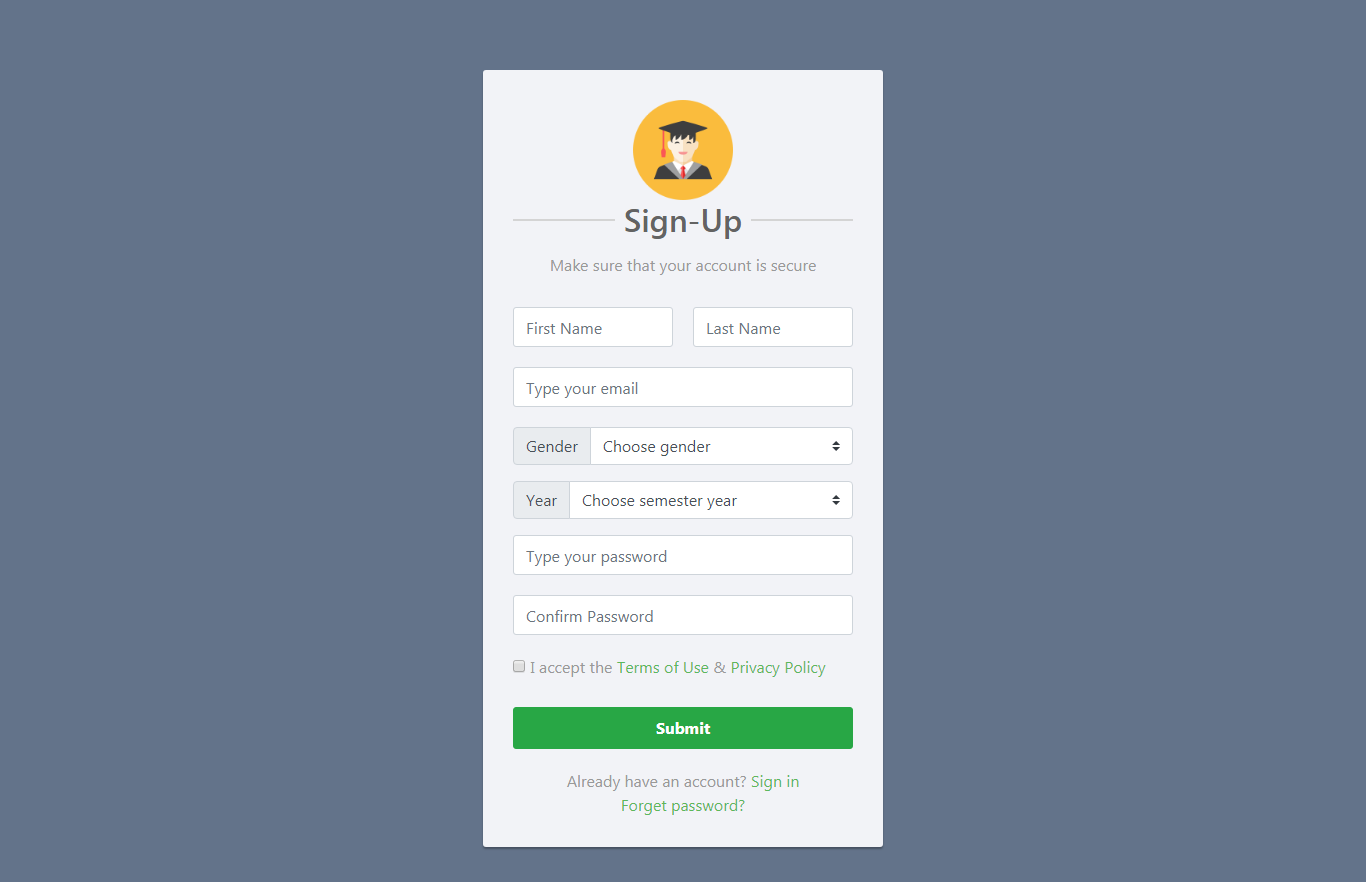 Sign-Up
Make sure that your account is secure
First Name Last Name
Type your email
Gender Choose gender
Year Choose semester year
Type your password
Confirm Password
I accept the Terms of Use & Privacy Policy
Submit
Already have an account? Sign in
Forget password?